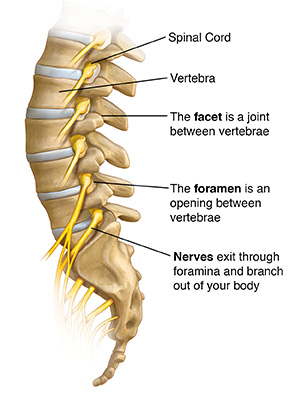 Spinal Cord
Vertebra
The facet is a joint
between vertebrae
The foramen is an
opening between
vertebrae
Nerves exit through
foramina and branch
out of your body